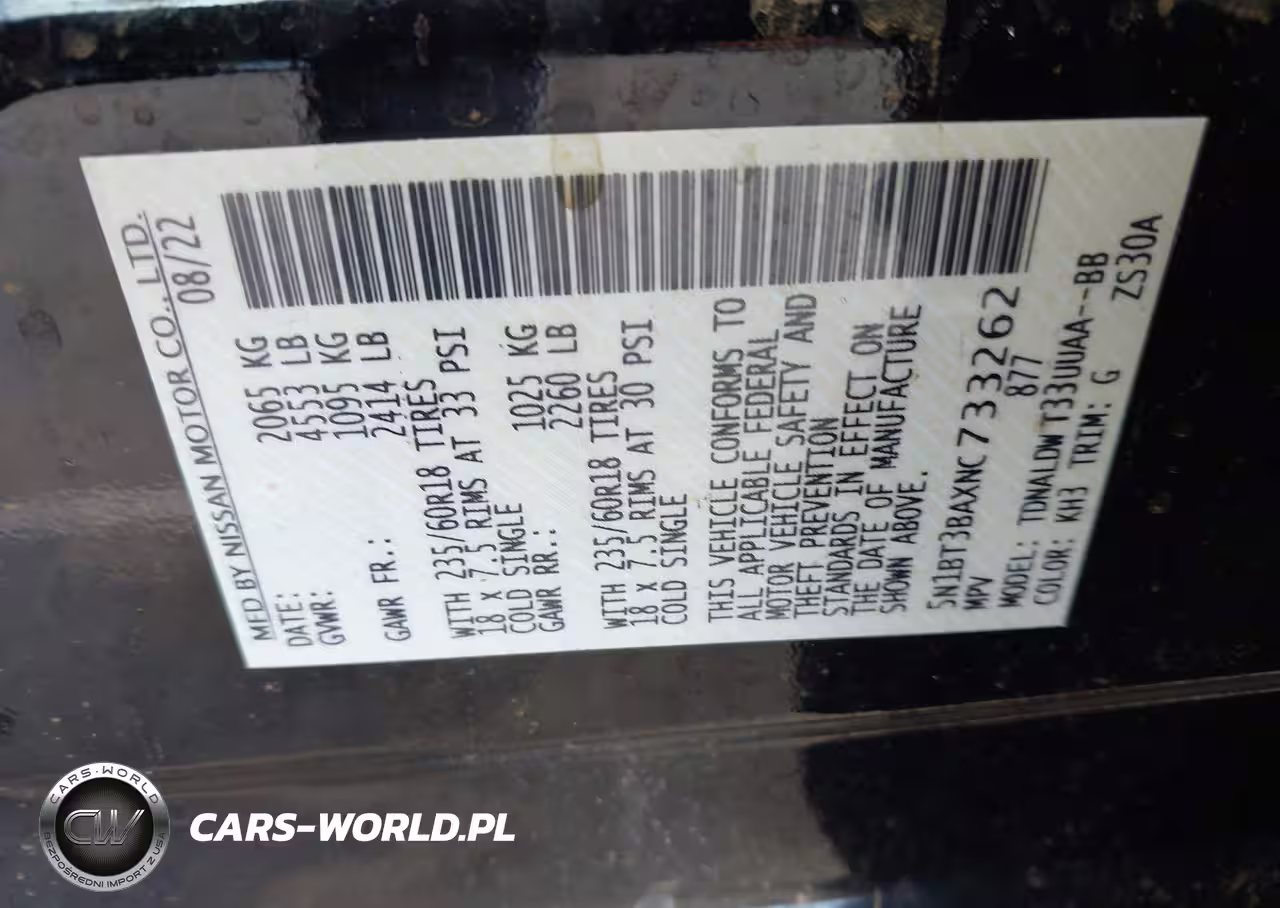 MFD BY NISSAN MOTOR CO., LTD.
DATE: 08/22
GVWR: 2065 KG
4553 LB
GAWR FR.: 1095 KG
2414 LB
WITH 235/60R18 TIRES
18 X 7.5 RIMS AT 33 PSI
COLD SINGLE
GAWR RR.: 1025 KG
2260 LB
WITH 235/60R18 TIRES
18 X 7.5 RIMS AT 30 PSI
COLD SINGLE
THIS VEHICLE CONFORMS TO
ALL APPLICABLE FEDERAL
MOTOR VEHICLE SAFETY AND
THEFT PREVENTION
STANDARDS IN EFFECT ON
THE DATE OF MANUFACTURE
SHOWN ABOVE.
5N1BT3BAXNC733262
MPV 877
MODEL: TDNALDWT33UUAA--BB
COLOR: KH3 TRIM: G ZS30A
CARS-WORLD
CW
BEZPOŚREDNI IMPORT Z USA
CARS-WORLD.PL